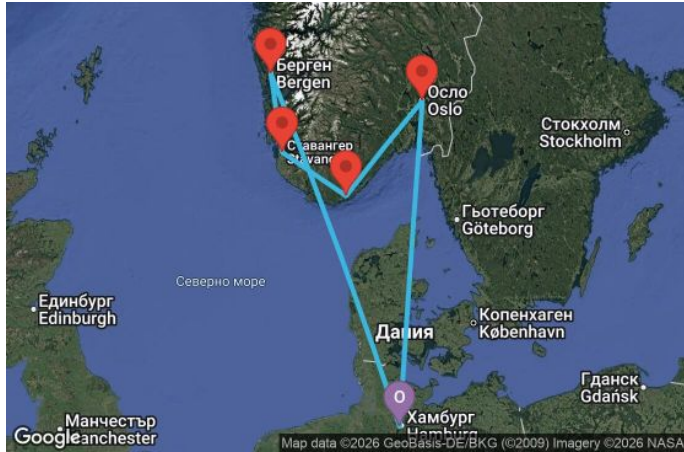 Берген
Bergen
Осло
Oslo
Ставангер
Стокхолм
Stockholm
Гьотеборг
Göteborg
Северно море
Единбург
Edinburgh
Копенхаген
København
Дания
Гданск
Gdańsk
O
Хамбург
Hamburg
Манчестър
Manchester
Google
Map data ©2026 GeoBasis-DE/BKG (©2009) Imagery ©2026 NASA